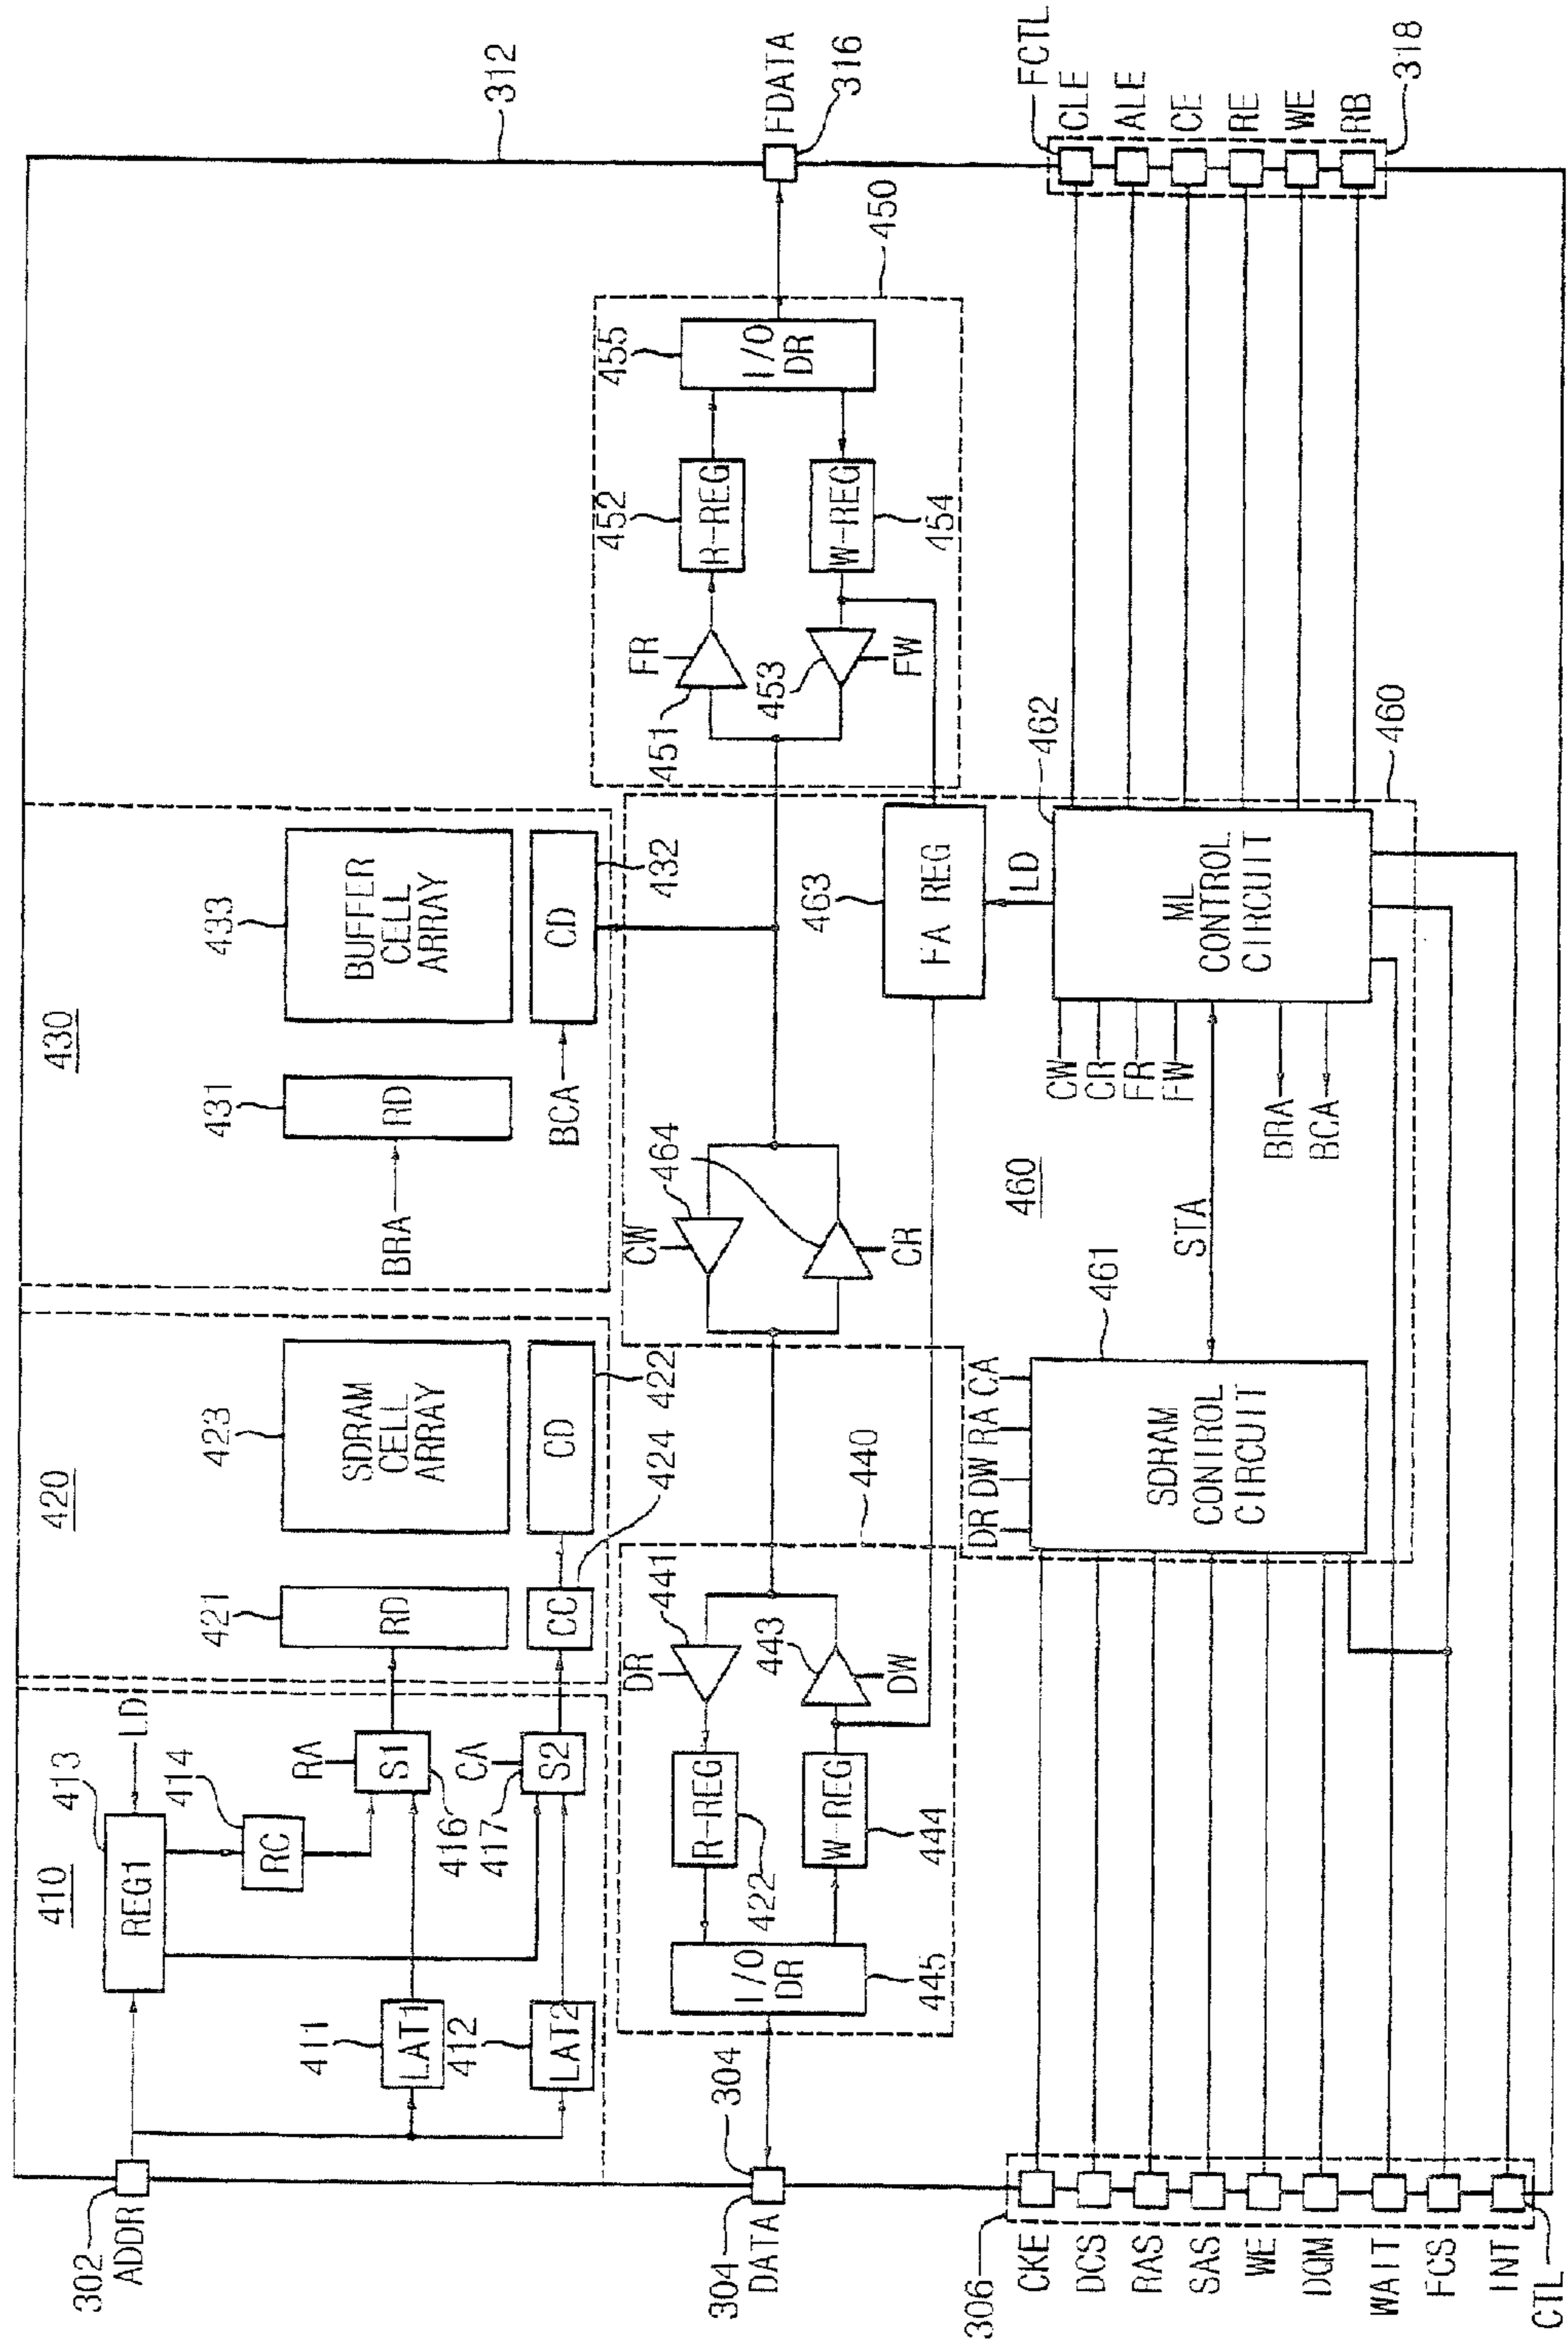 410
413
REG1
LD
414
RC
RA
S1
416
CA
S2
417
411
LAT1
412
LAT2
302
ADDR
420
421
RD
423
SDRAM
CELL
ARRAY
CC
424
CD
422
430
431
RD
BRA
433
BUFFER
CELL
ARRAY
CD
432
BCA
312
304
304
DATA
440
441
DR
R-REG
422
443
DW
W-REG
444
I/O
DR
445
CW
464
CR
450
451
FR
452
R-REG
453
FW
W-REG
454
455
I/O
DR
FDATA
316
463
FA REG
LD
460
460
461
SDRAM
CONTROL
CIRCUIT
DR
DW
RA
CA
STA
462
ML
CONTROL
CIRCUIT
CW
CR
FR
FW
BRA
BCA
306
CKE
DCS
RAS
SAS
WE
DQM
WAIT
FCS
INT
CTL
FCTL
CLE
ALE
CE
RE
WE
RB
318